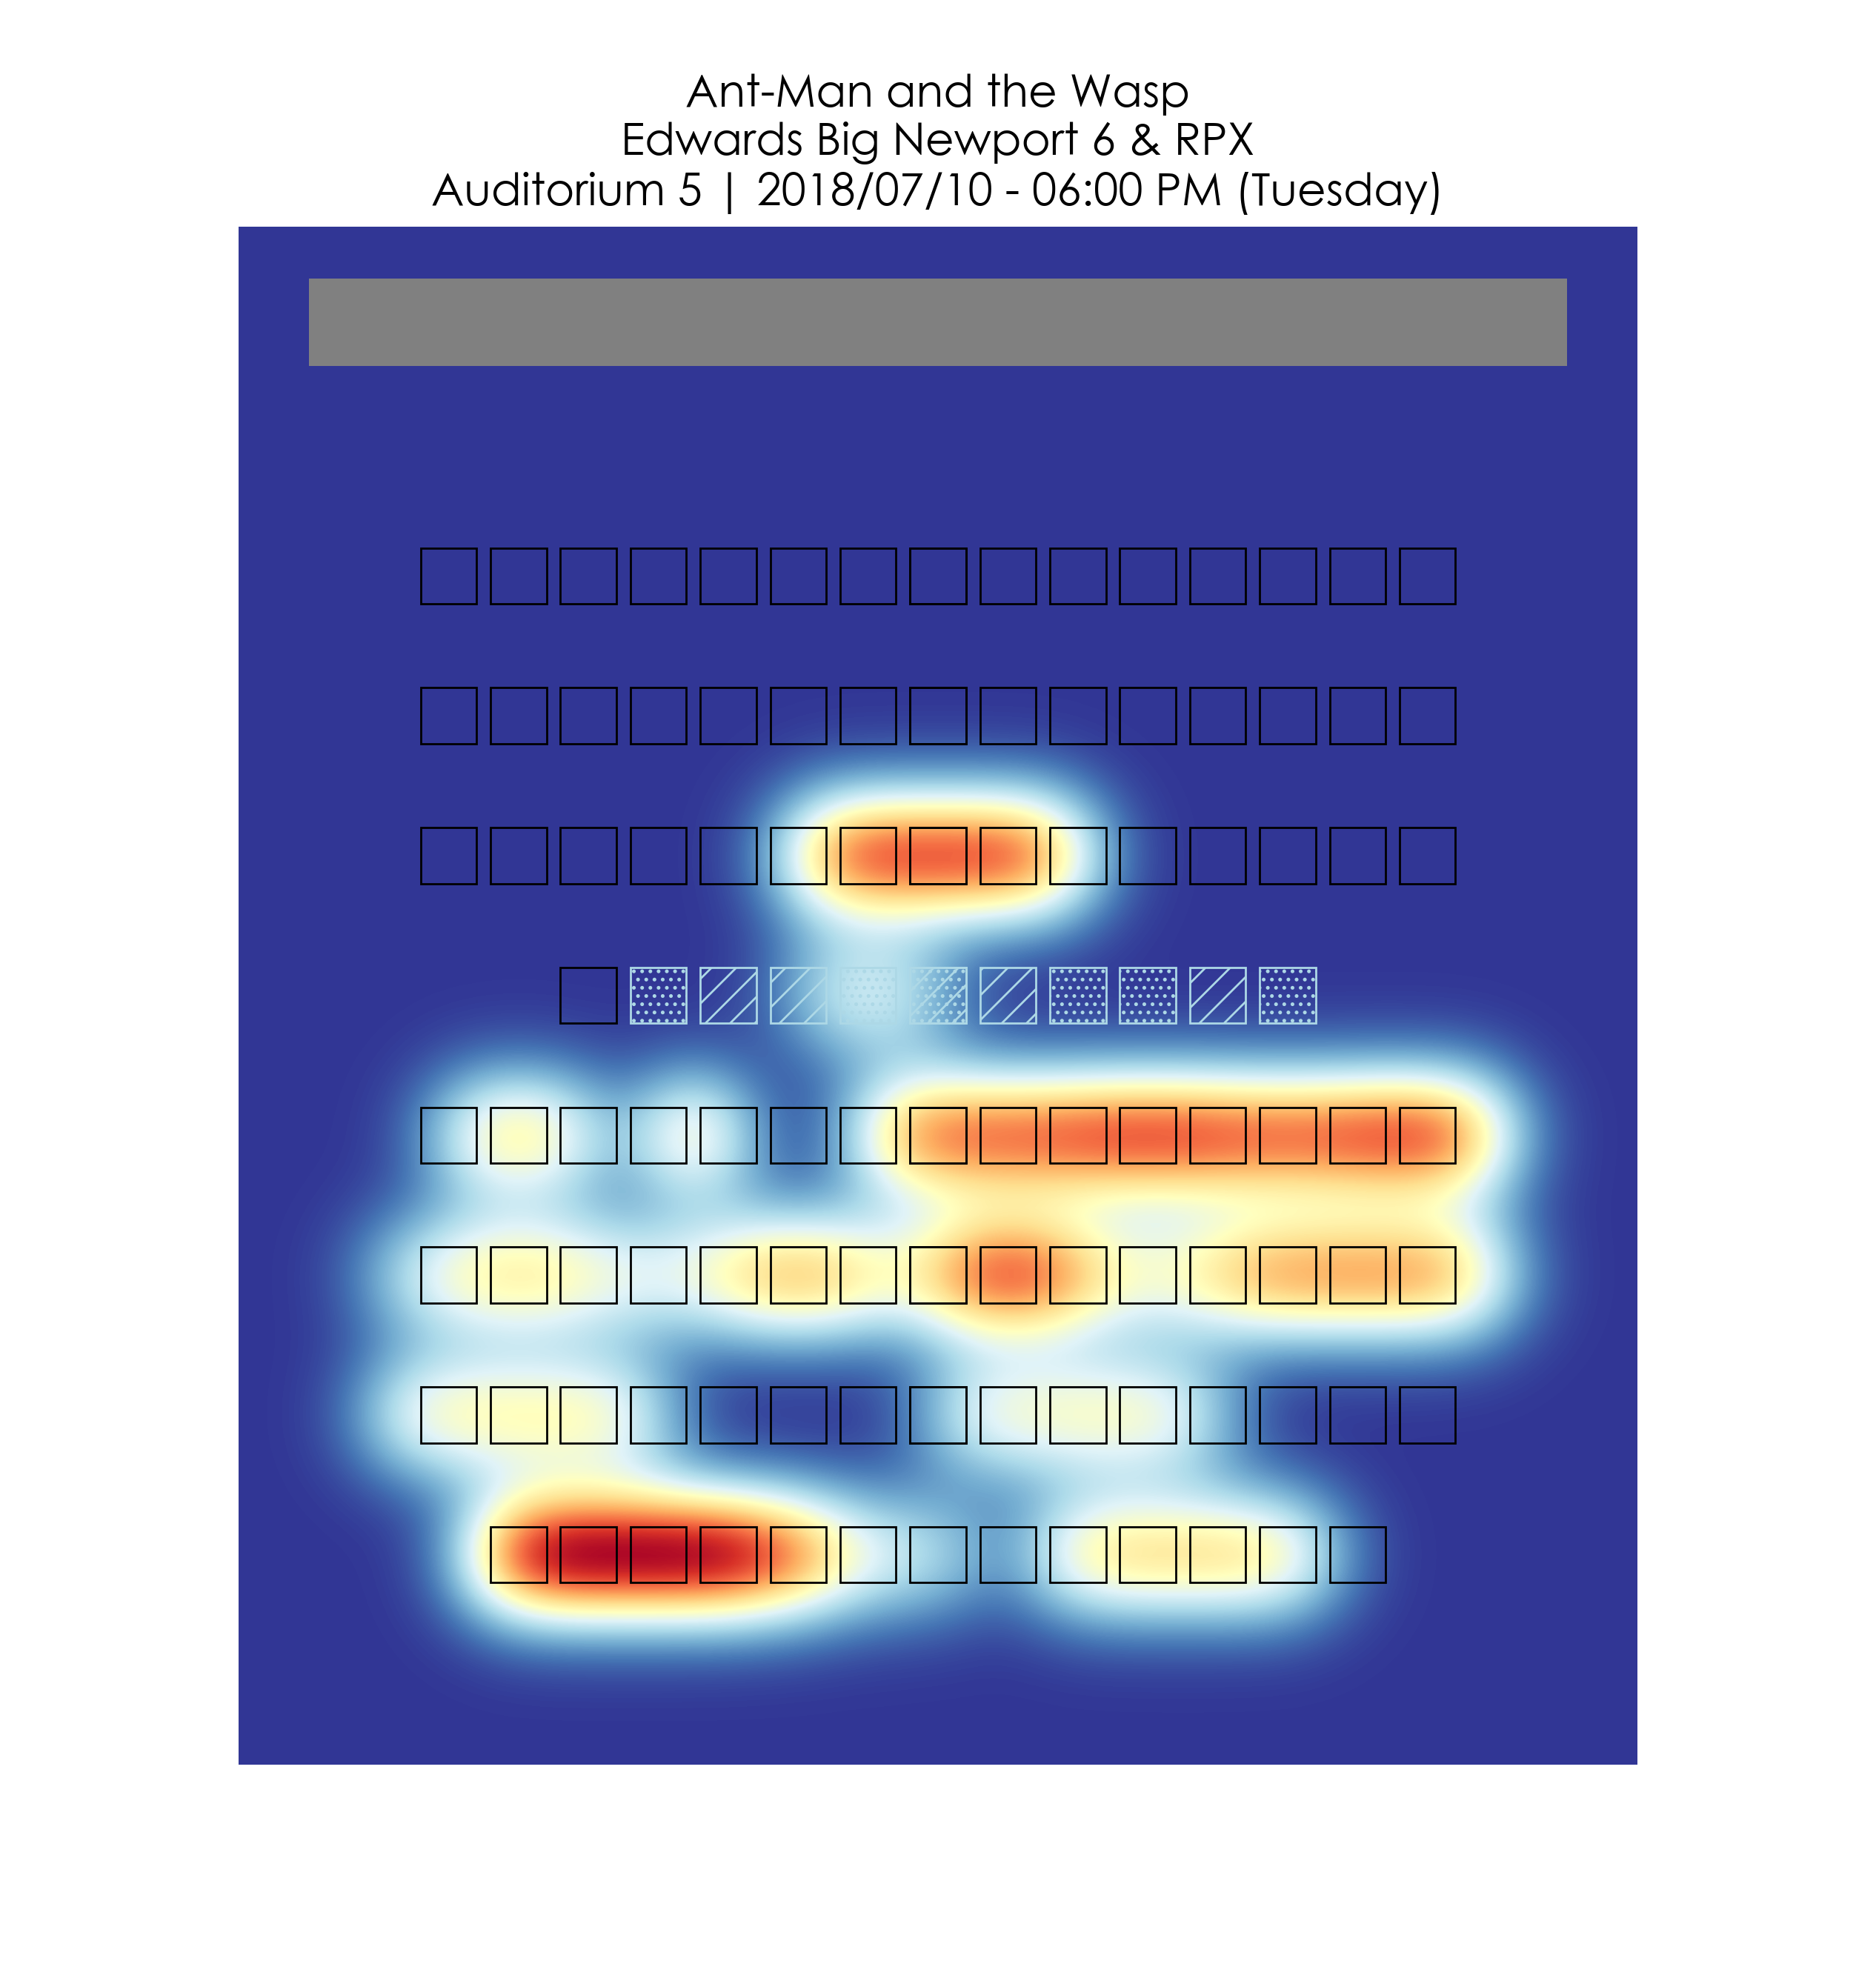 Ant-Man and the Wasp
Edwards Big Newport 6 & RPX
Auditorium 5 | 2018/07/10 - 06:00 PM (Tuesday)